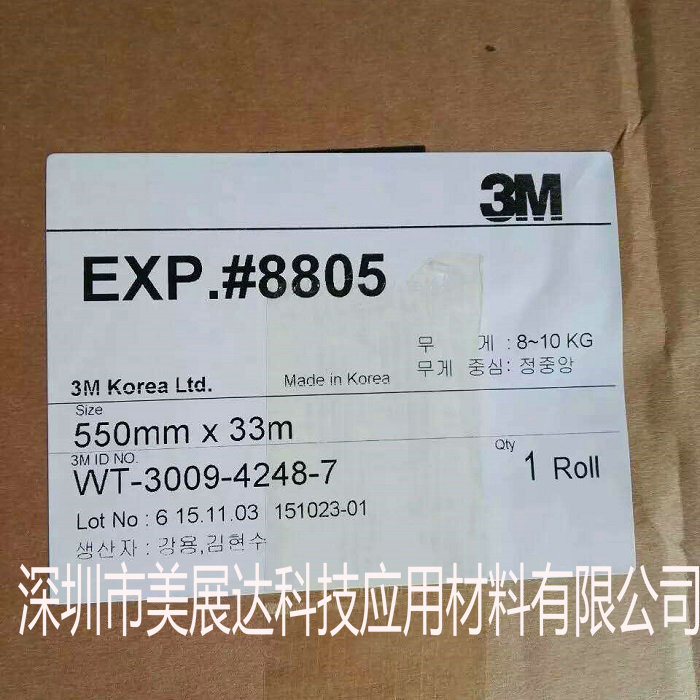 3M
EXP.#8805
무 게 : 8~10 KG
무게 중심 : 정중앙
3M Korea Ltd. Made in Korea
Size
550mm x 33m
3M ID NO.
WT-3009-4248-7
Qty
1 Roll
Lot No : 6 15.11.03 151023-01
생산자 : 강용,김현수
深圳市美展达科技应用材料有限公司